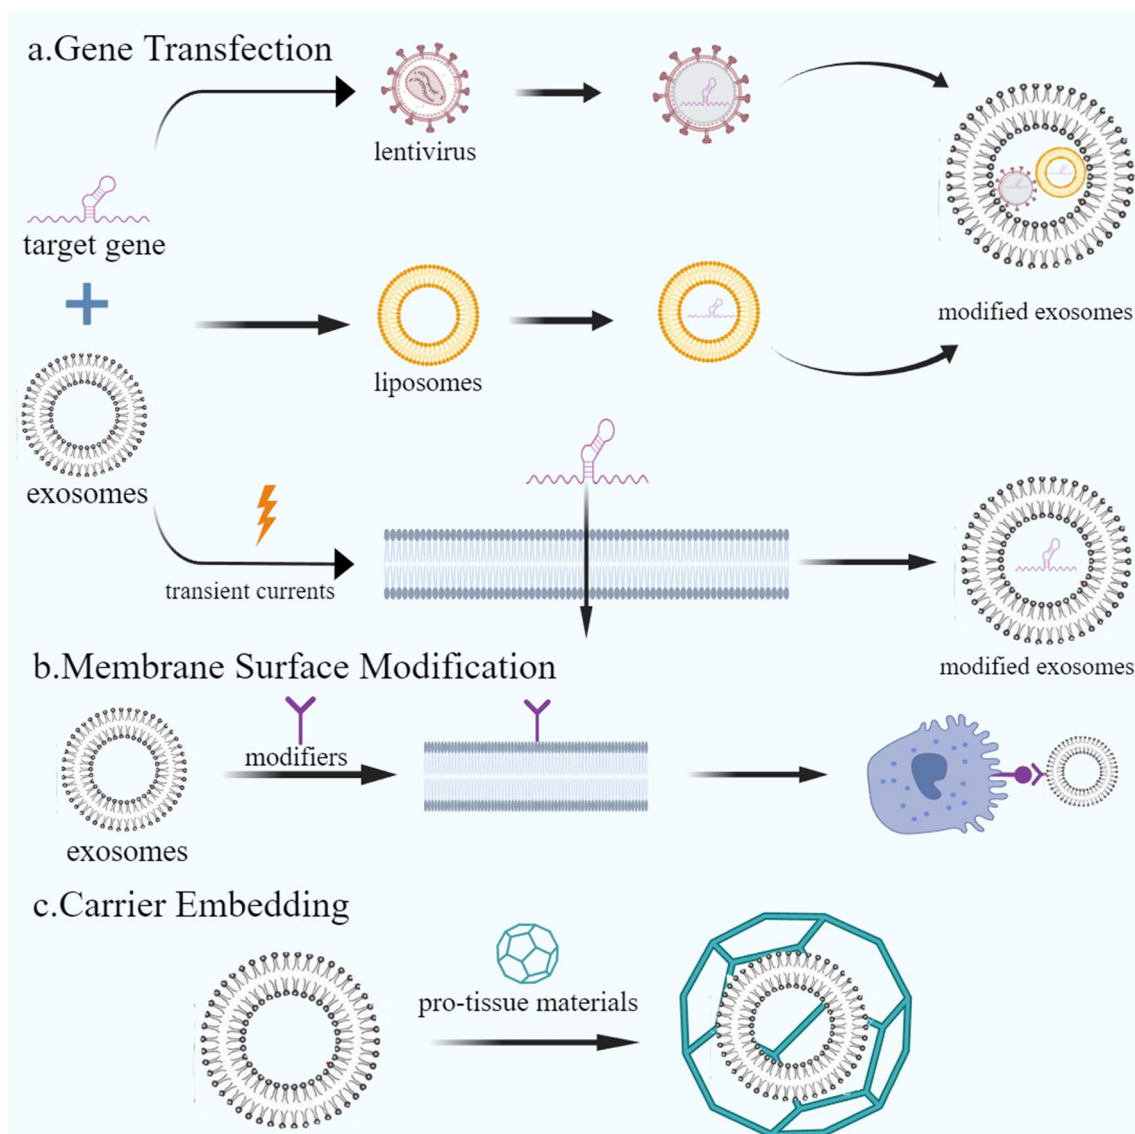 a.Gene Transfection
lentivirus
target gene
modified exosomes
liposomes
exosomes
transient currents
modified exosomes
b.Membrane Surface Modification
modifiers
exosomes
c.Carrier Embedding
pro-tissue materials